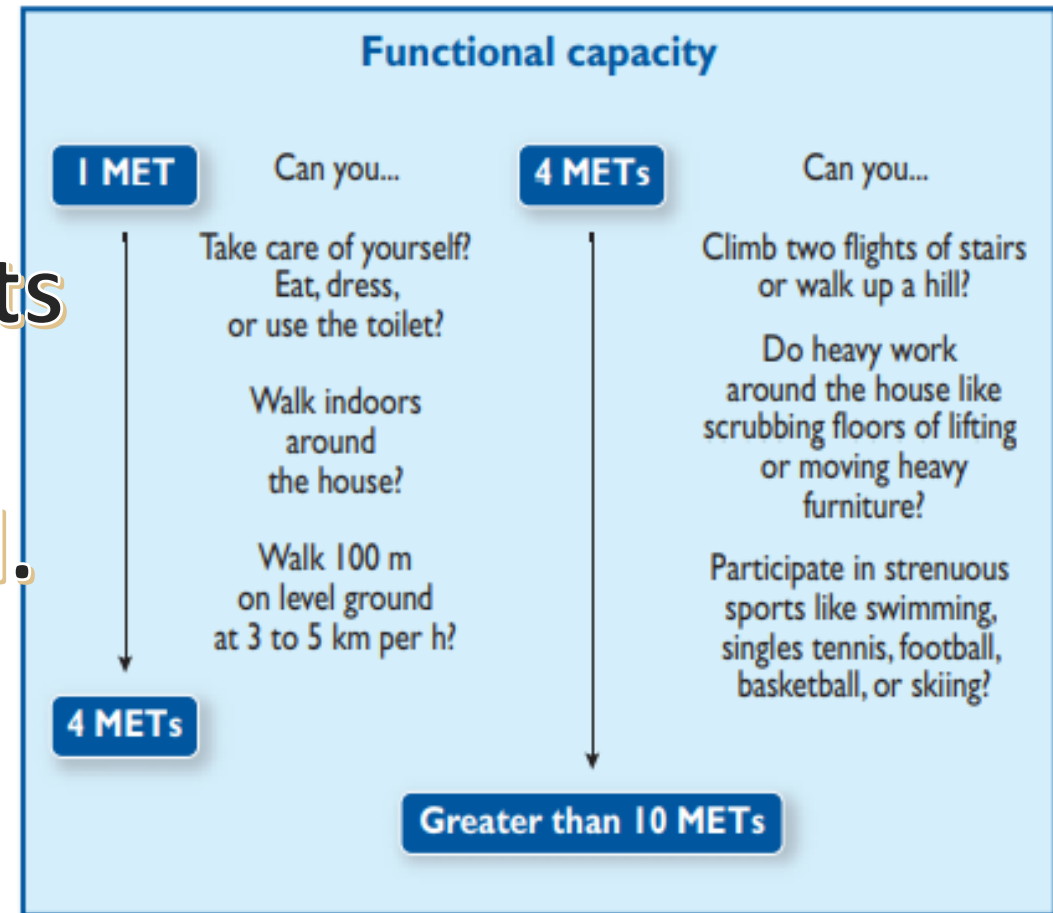 Functional capacity
1 MET
Can you...
Take care of yourself?
Eat, dress,
or use the toilet?
Walk indoors
around
the house?
Walk 100 m
on level ground
at 3 to 5 km per h?
4 METs
4 METs
Can you...
Climb two flights of stairs
or walk up a hill?
Do heavy work
around the house like
scrubbing floors of lifting
or moving heavy
furniture?
Participate in strenuous
sports like swimming,
singles tennis, football,
basketball, or skiing?
Greater than 10 METs
ts